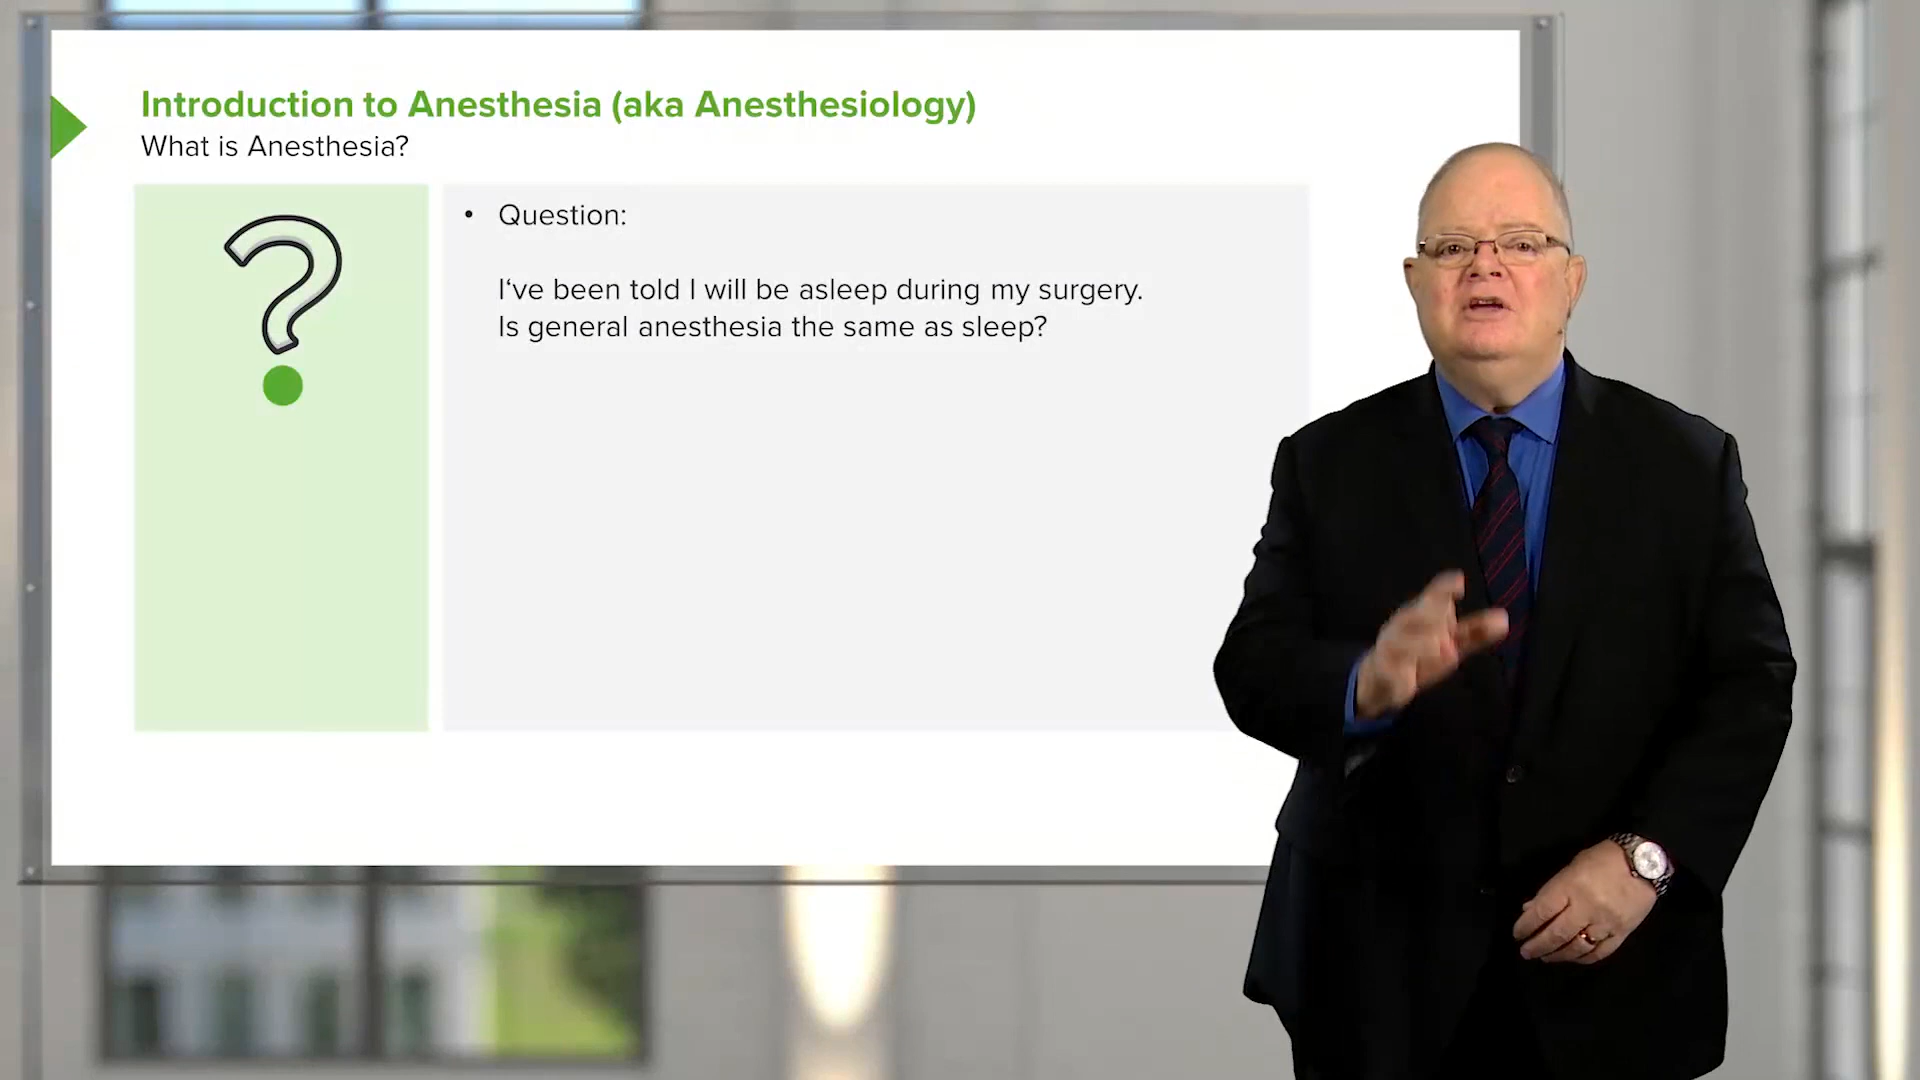 Introduction to Anesthesia (aka Anesthesiology)
What is Anesthesia?
• Question:
I‘ve been told I will be asleep during my surgery.
Is general anesthesia the same as sleep?